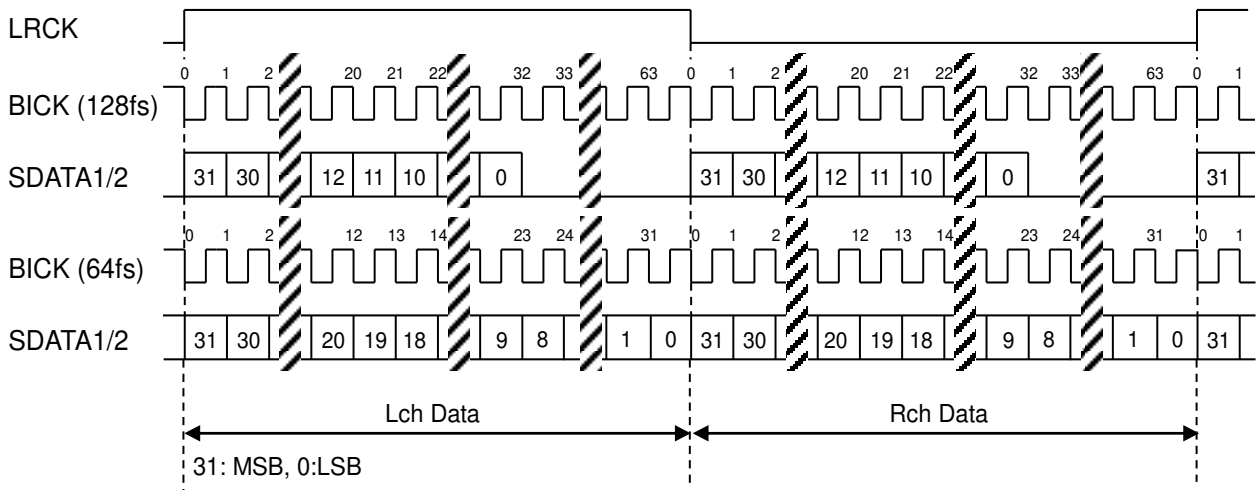 LRCK
0 1 2 20 21 22 32 33 63 0 1 2 20 21 22 32 33 63 0 1
BICK (128fs)
SDATA1/2 31 30 12 11 10 0 31 30 12 11 10 0 31
0 1 2 12 13 14 23 24 31 0 1 2 12 13 14 23 24 31 0 1
BICK (64fs)
SDATA1/2 31 30 20 19 18 9 8 1 0 31 30 20 19 18 9 8 1 0 31
Lch Data Rch Data
31: MSB, 0:LSB